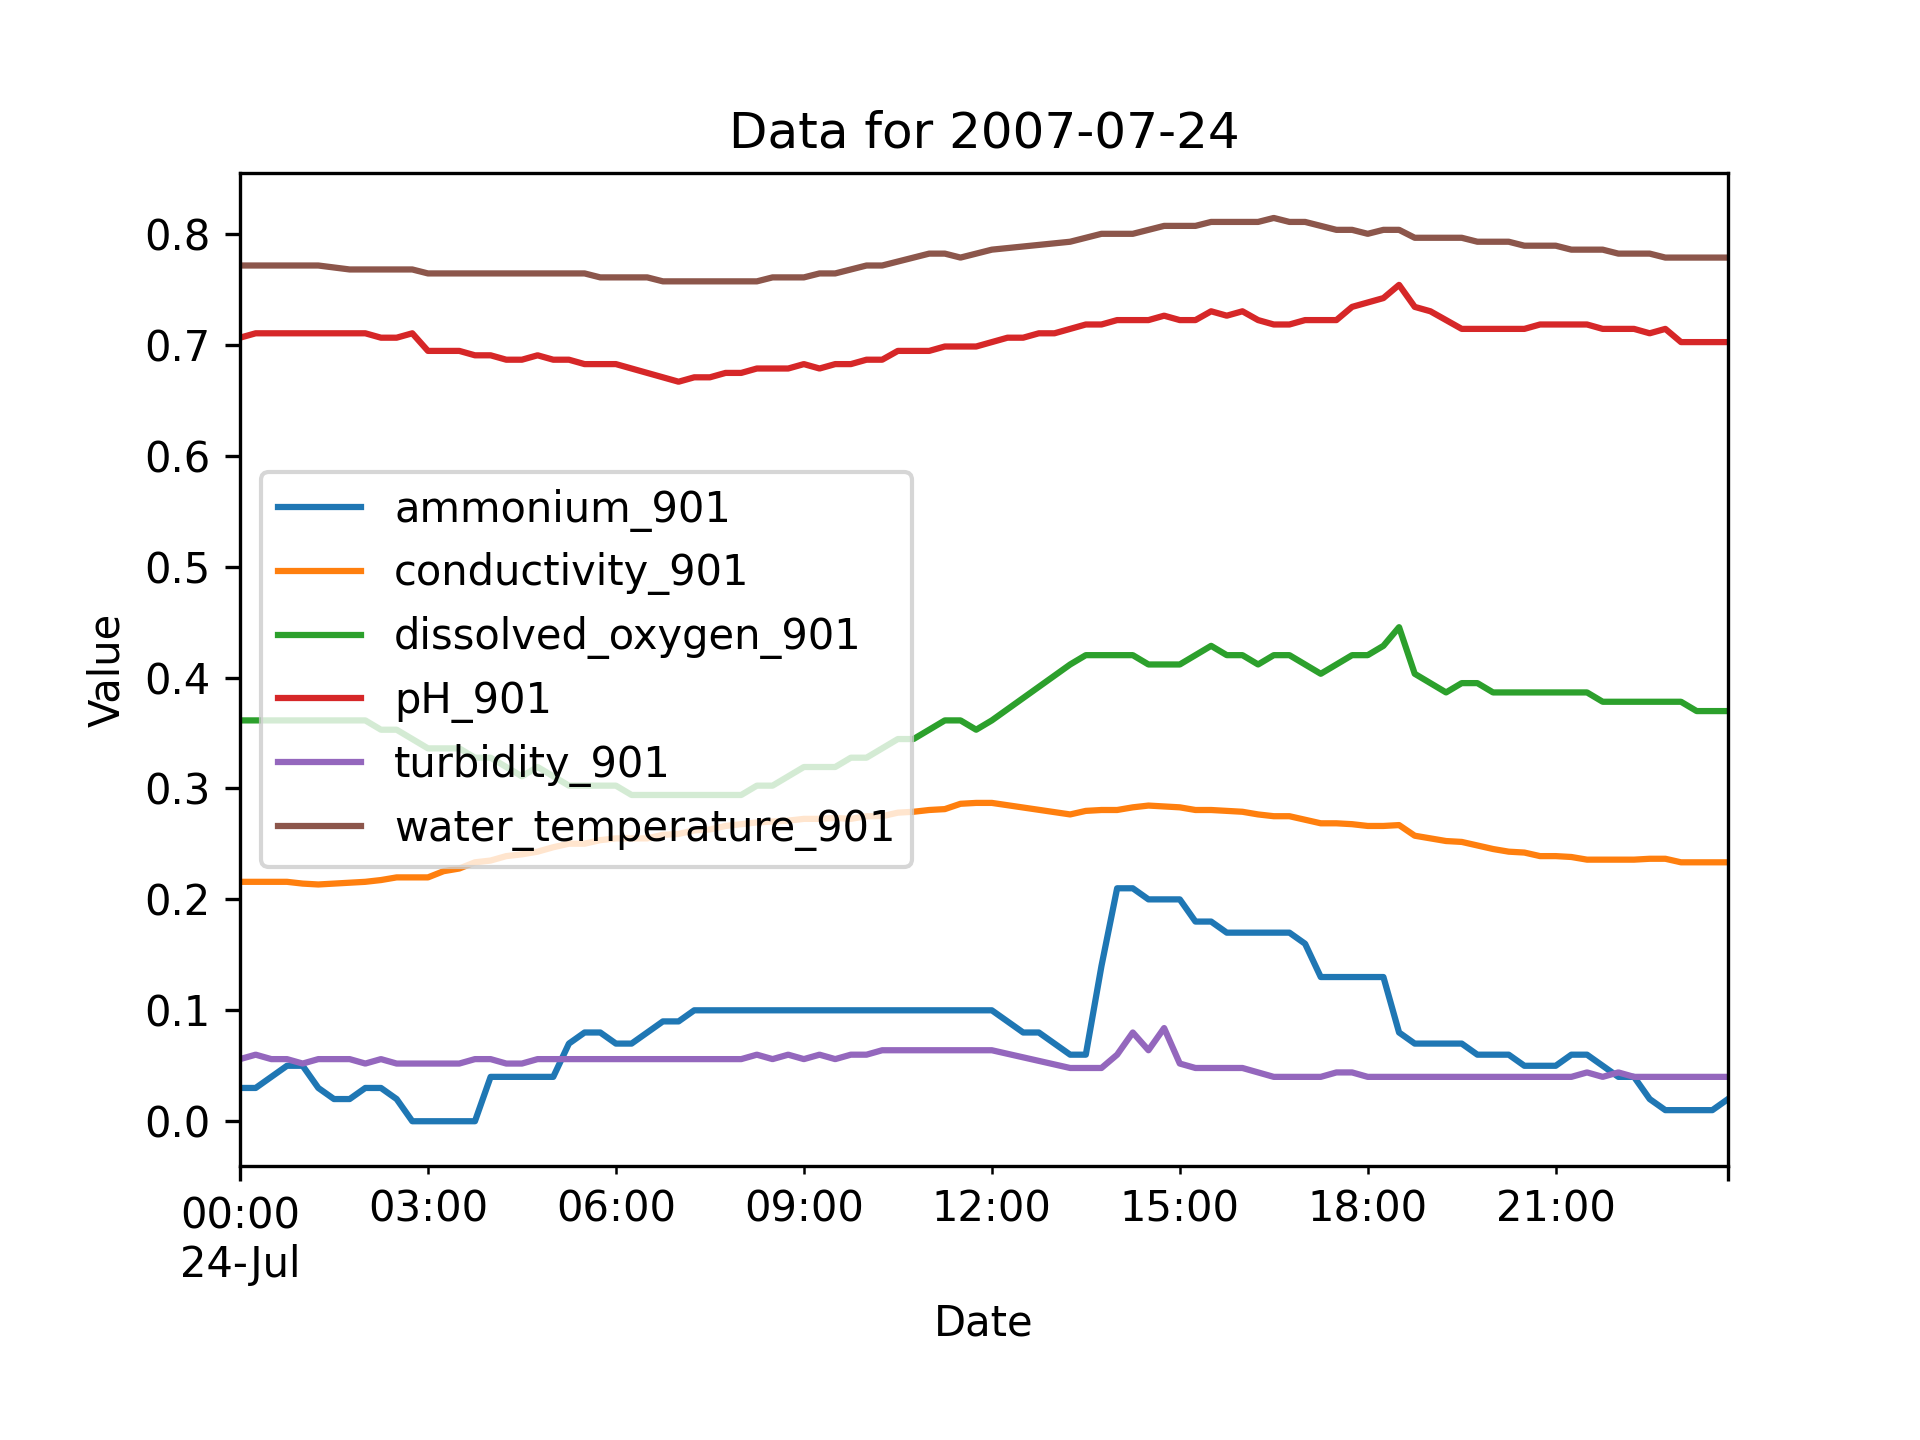 Data for 2007-07-24
0.8
0.7
0.6
0.5
0.4
0.3
0.2
0.1
0.0
Value
ammonium_901
conductivity_901
dissolved_oxygen_901
pH_901
turbidity_901
water_temperature_901
00:00 03:00 06:00 09:00 12:00 15:00 18:00 21:00
24-Jul
Date